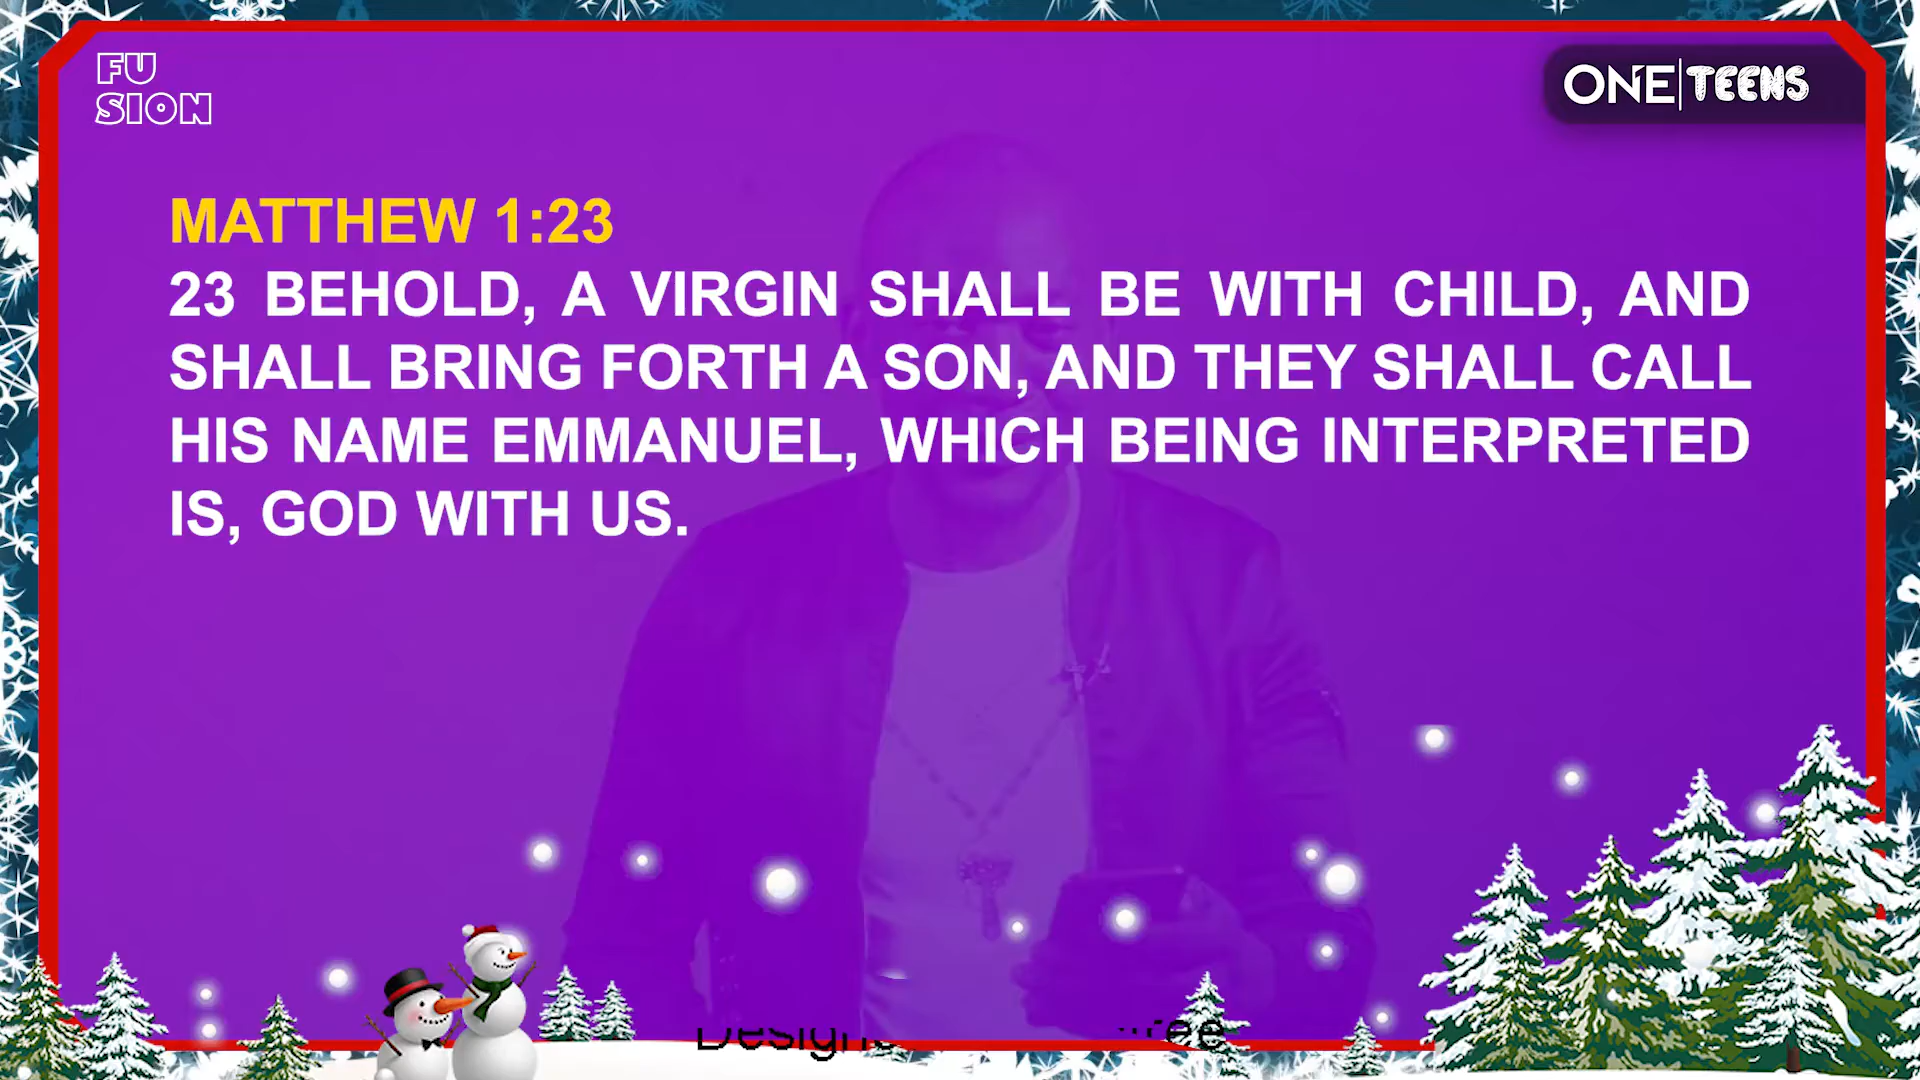 FU
SION
ONE|TEENS
MATTHEW 1:23
23 BEHOLD, A VIRGIN SHALL BE WITH CHILD, AND
SHALL BRING FORTH A SON, AND THEY SHALL CALL
HIS NAME EMMANUEL, WHICH BEING INTERPRETED
IS, GOD WITH US.